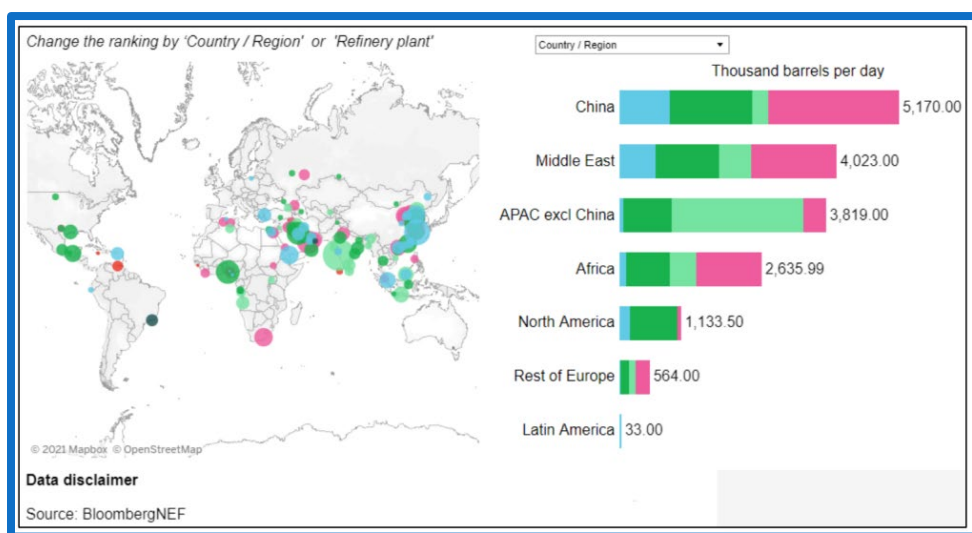 Change the ranking by 'Country / Region' or 'Refinery plant'
Country / Region
Thousand barrels per day
China 5,170.00
Middle East 4,023.00
APAC excl China 3,819.00
Africa 2,635.99
North America 1,133.50
Rest of Europe 564.00
Latin America 33.00
© 2021 Mapbox © OpenStreetMap
Data disclaimer
Source: BloombergNEF